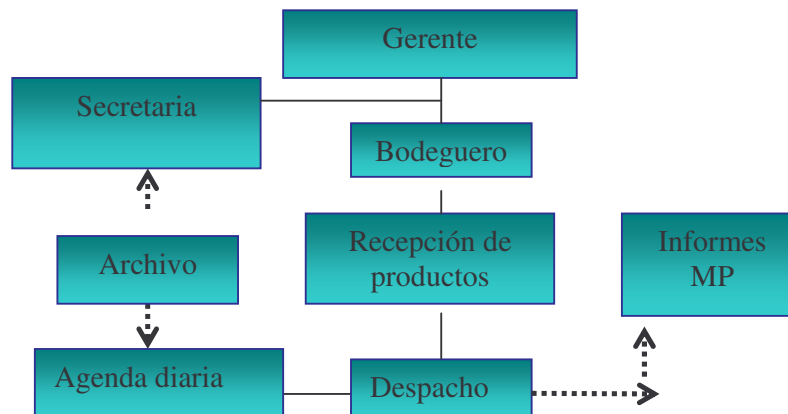 Gerente
Secretaria
Bodeguero
Recepción de
productos
Informes
MP
Archivo
Agenda diaria
Despacho